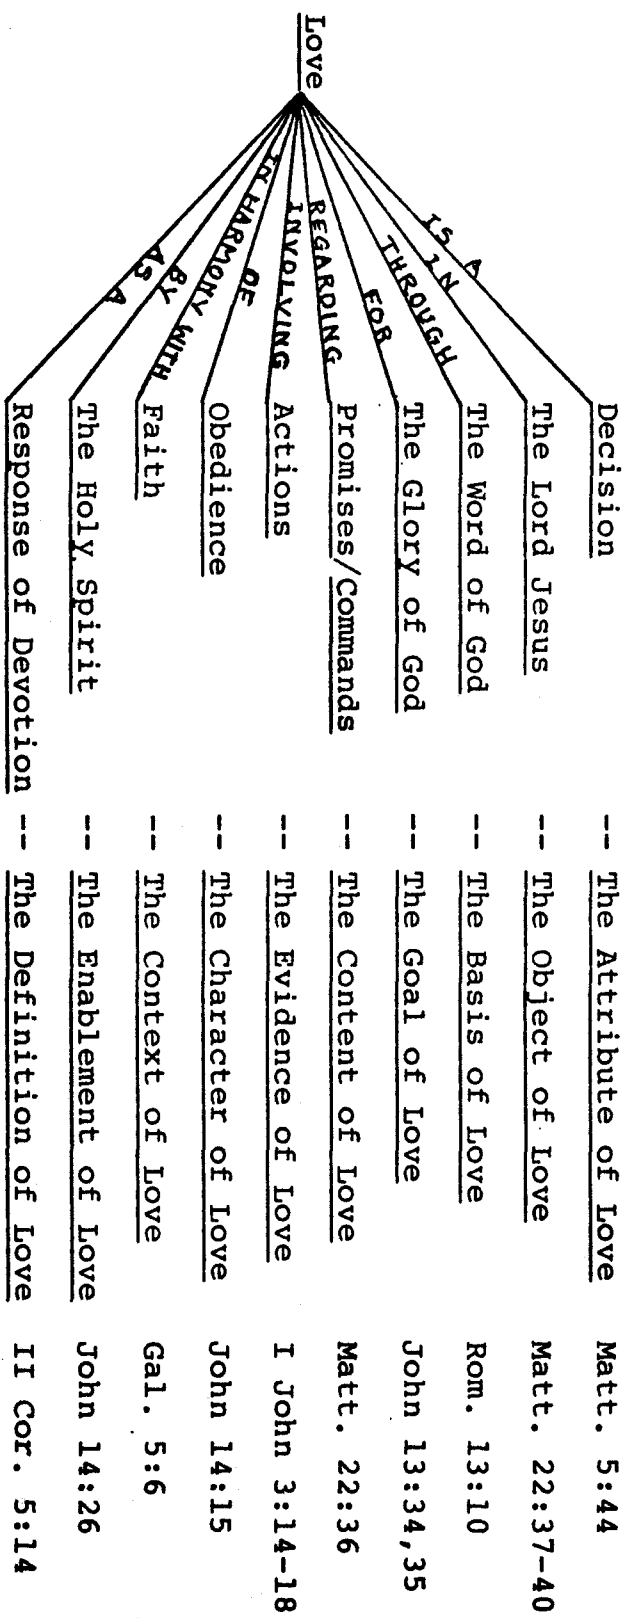 Love
IS A Decision -- The Attribute of Love Matt. 5:44
IN The Lord Jesus -- The Object of Love Matt. 22:37-40
THROUGH The Word of God -- The Basis of Love Rom. 13:10
FOR The Glory of God -- The Goal of Love John 13:34,35
REGARDING Promises/Commands -- The Content of Love Matt. 22:36
INVOLVING Actions -- The Evidence of Love I John 3:14-18
OF Obedience -- The Character of Love John 14:15
IN HARMONY WITH Faith -- The Context of Love Gal. 5:6
BY The Holy Spirit -- The Enablement of Love John 14:26
AS A Response of Devotion -- The Definition of Love II Cor. 5:14